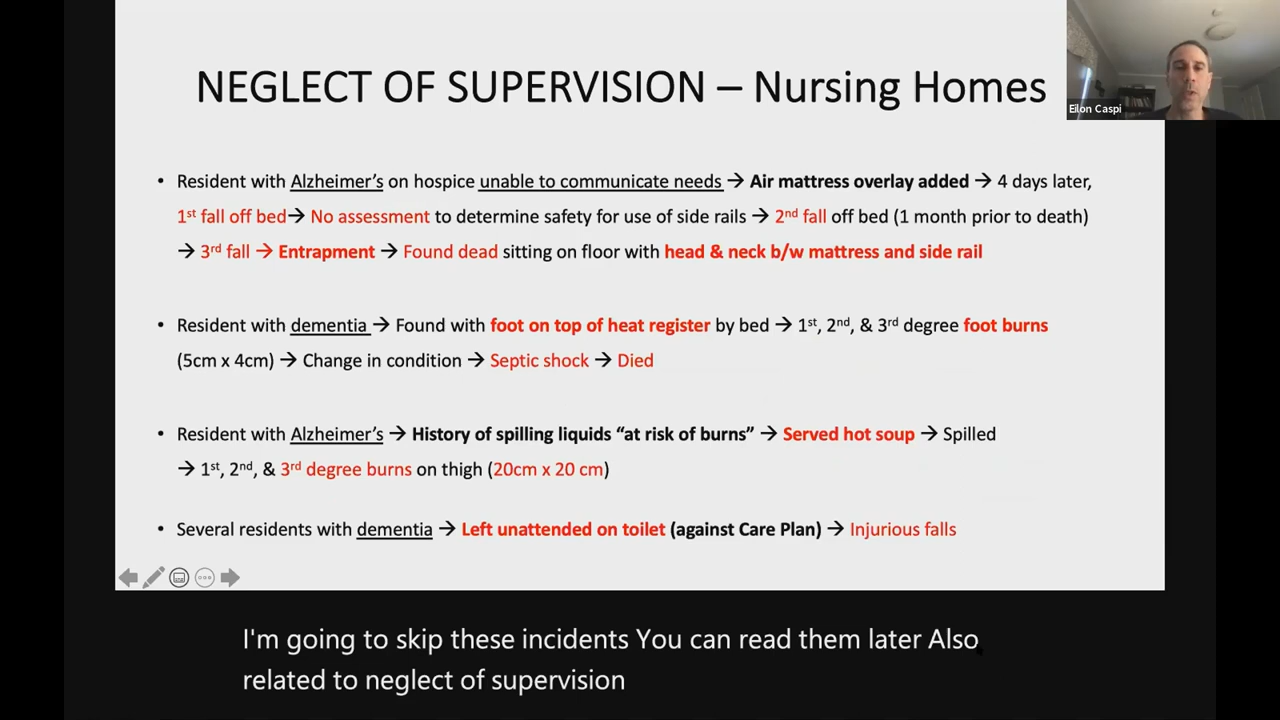 NEGLECT OF SUPERVISION – Nursing Homes
Eilon Caspi
• Resident with Alzheimer's on hospice unable to communicate needs → Air mattress overlay added → 4 days later,
1st fall off bed→ No assessment to determine safety for use of side rails → 2nd fall off bed (1 month prior to death)
→ 3rd fall → Entrapment → Found dead sitting on floor with head & neck b/w mattress and side rail
• Resident with dementia → Found with foot on top of heat register by bed → 1st, 2nd, & 3rd degree foot burns
(5cm x 4cm) → Change in condition → Septic shock → Died
• Resident with Alzheimer's → History of spilling liquids “at risk of burns” → Served hot soup → Spilled
→ 1st, 2nd, & 3rd degree burns on thigh (20cm x 20 cm)
• Several residents with dementia → Left unattended on toilet (against Care Plan) → Injurious falls
I'm going to skip these incidents You can read them later Also
related to neglect of supervision